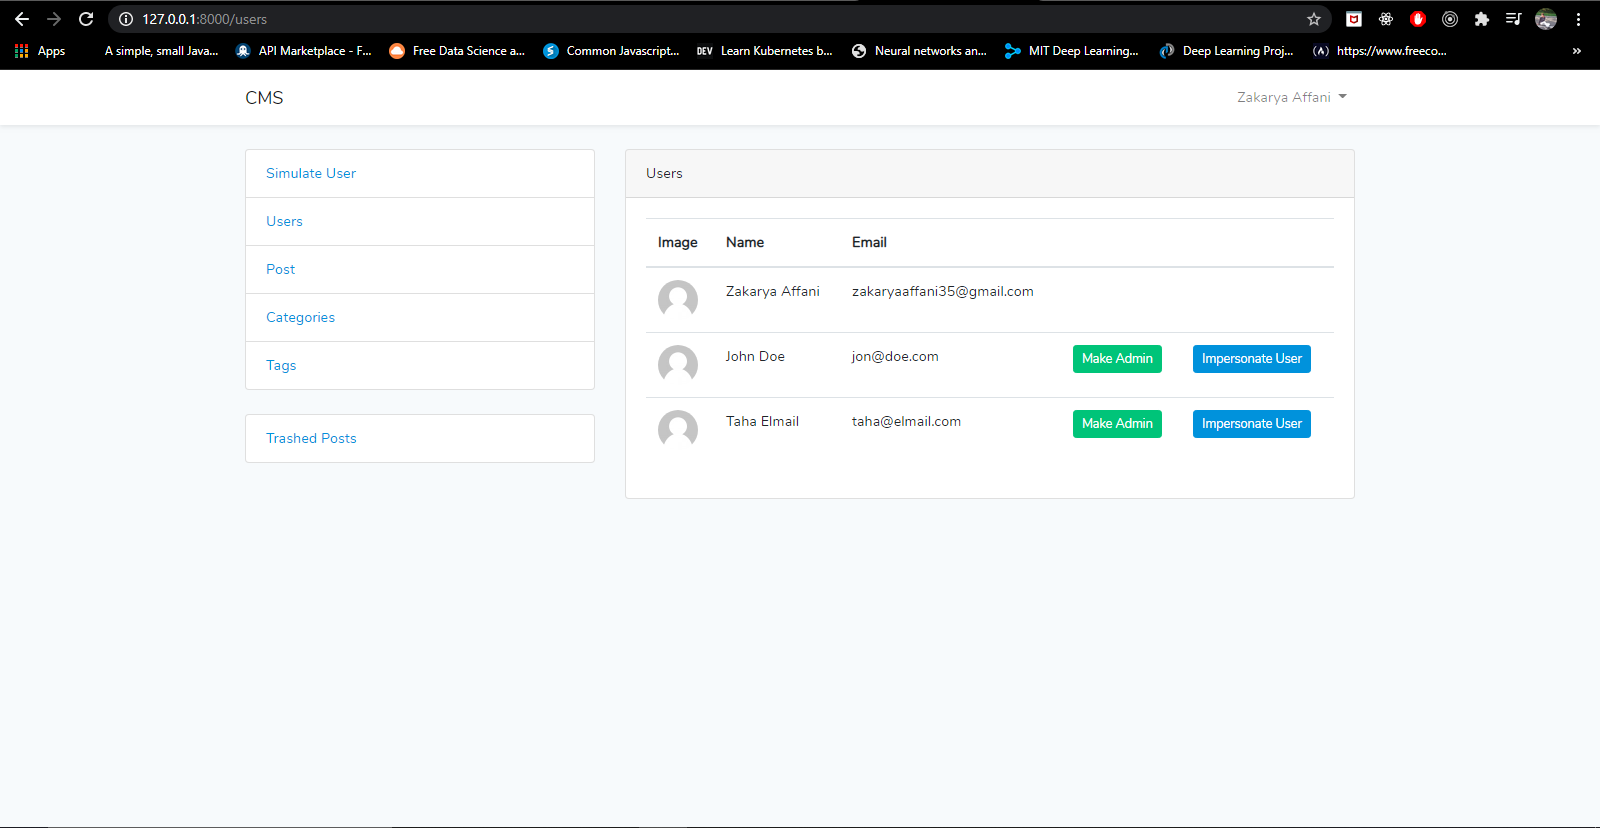 127.0.0.1:8000/users
Apps A simple, small Java... API Marketplace - F... Free Data Science a... Common Javascript... DEV Learn Kubernetes b... Neural networks an... MIT Deep Learning... Deep Learning Proj... (A) https://www.freeco... »
CMS Zakarya Affani
Simulate User
Users
Post
Categories
Tags
Trashed Posts
Users
Image Name Email
Zakarya Affani zakaryaaffani35@gmail.com
John Doe jon@doe.com Make Admin Impersonate User
Taha Elmail taha@elmail.com Make Admin Impersonate User